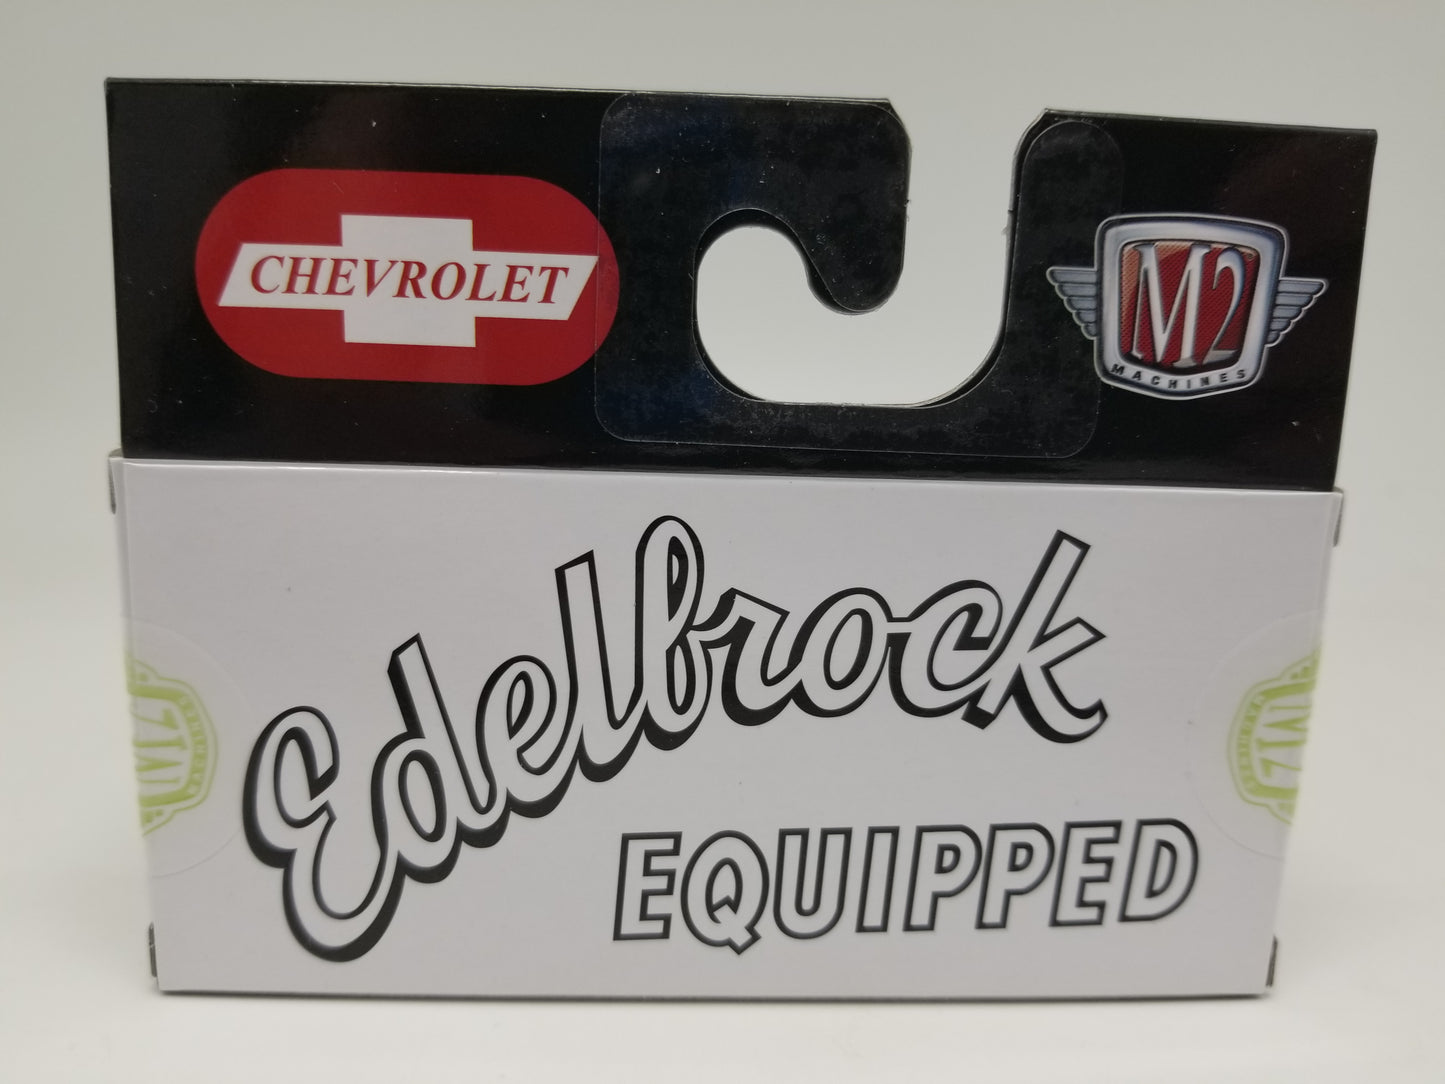 CHEVROLET
M2
MACHINES
Edelbrock
EQUIPPED